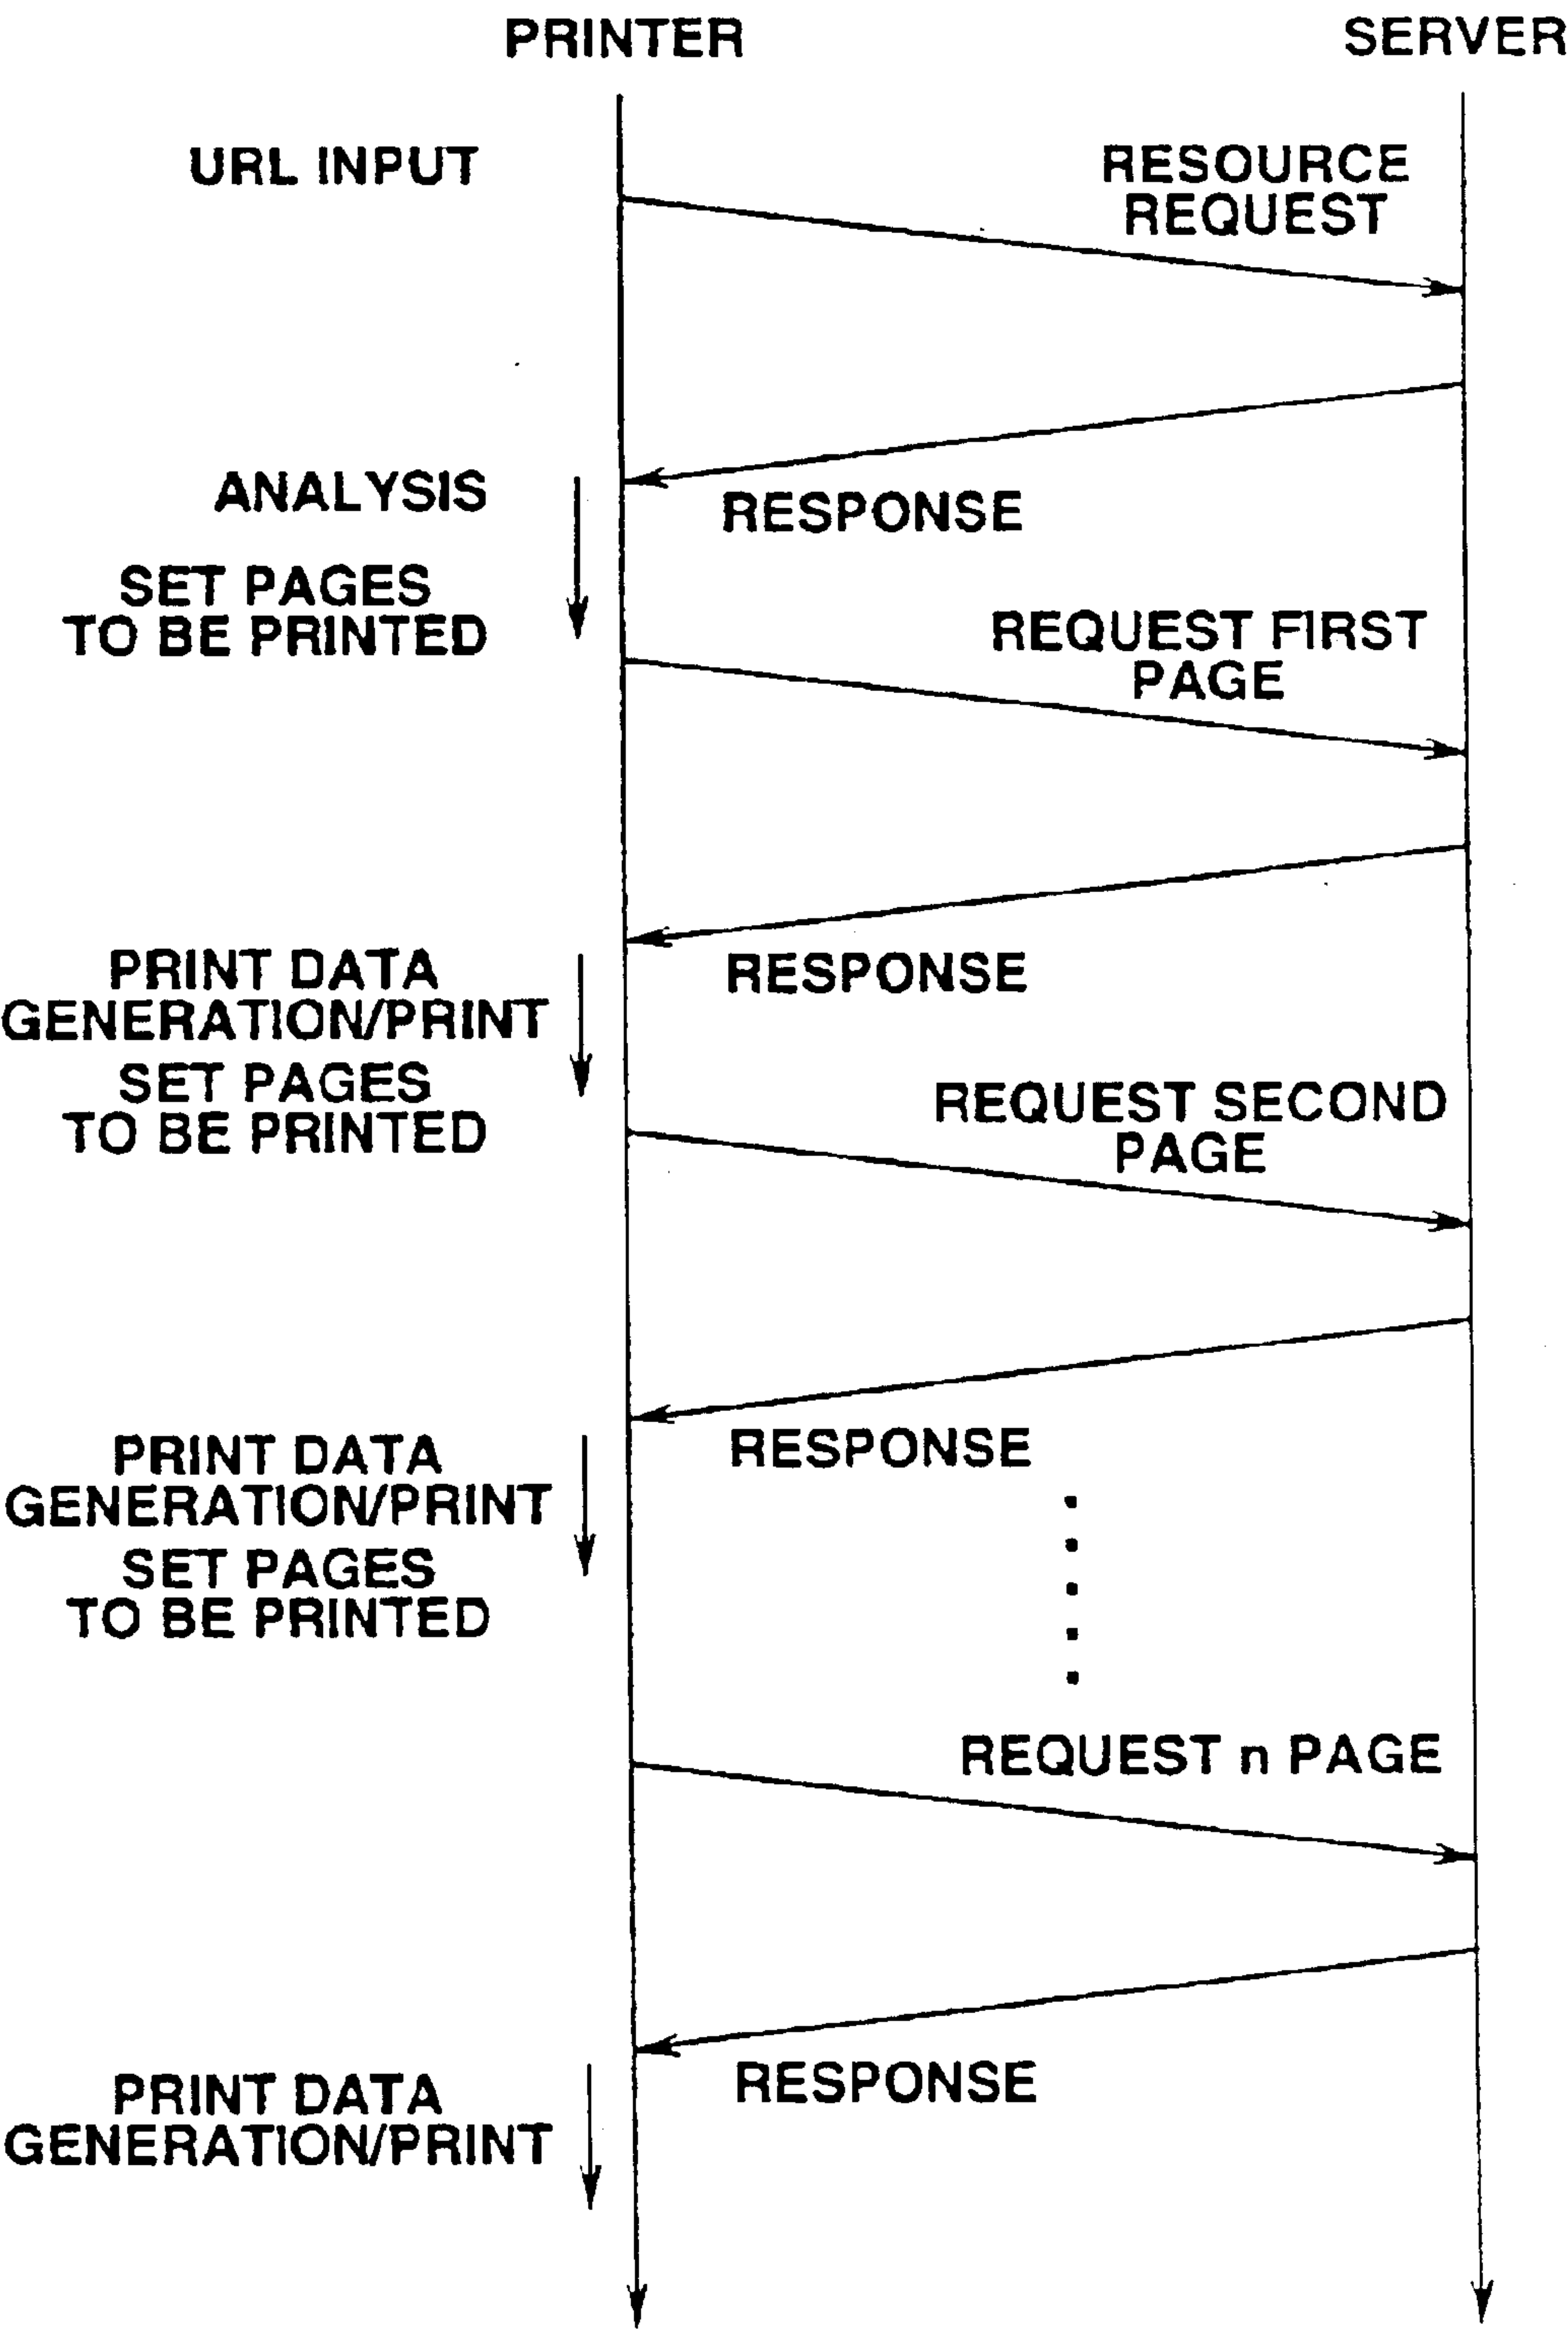 PRINTER
SERVER
URL INPUT
RESOURCE
REQUEST
ANALYSIS
RESPONSE
SET PAGES
TO BE PRINTED
REQUEST FIRST
PAGE
PRINT DATA
GENERATION/PRINT
RESPONSE
SET PAGES
TO BE PRINTED
REQUEST SECOND
PAGE
PRINT DATA
GENERATION/PRINT
RESPONSE
SET PAGES
TO BE PRINTED
REQUEST n PAGE
RESPONSE
PRINT DATA
GENERATION/PRINT